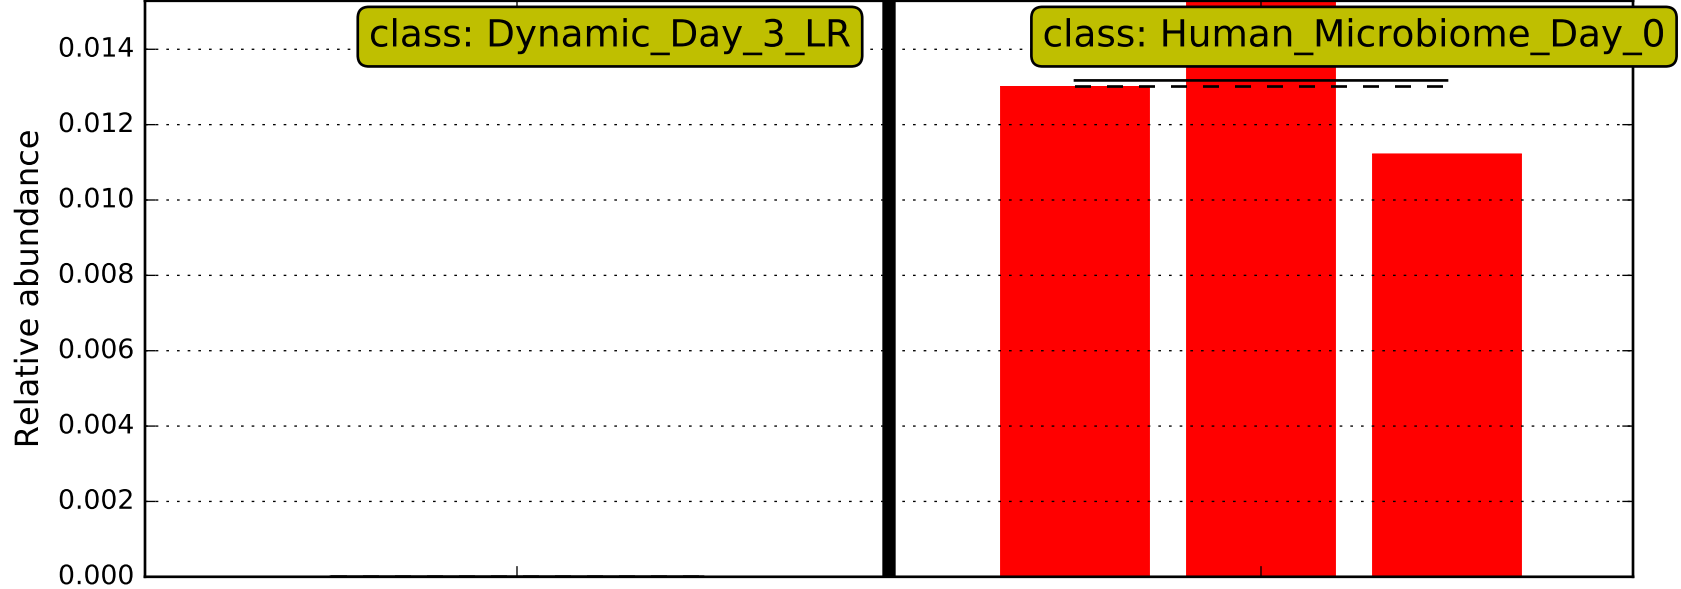 class: Dynamic_Day_3_LR
class: Human_Microbiome_Day_0
Relative abundance
0.014
0.012
0.010
0.008
0.006
0.004
0.002
0.000